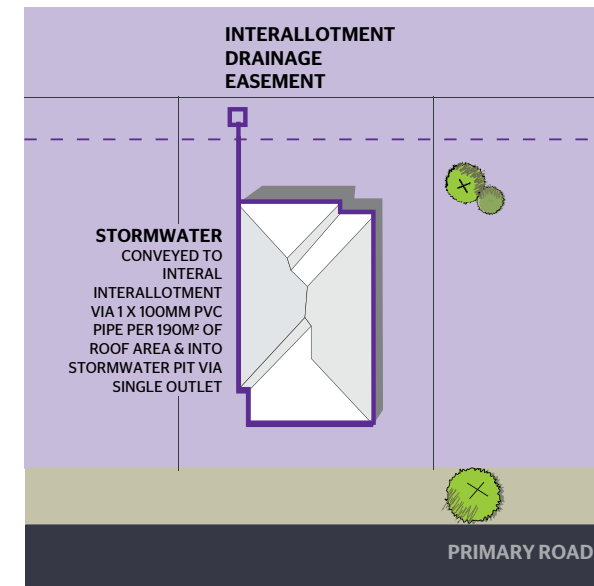 INTERALLOTMENT
DRAINAGE
EASEMENT
STORMWATER
CONVEYED TO
INTERAL
INTERALLOTMENT
VIA 1 X 100MM PVC
PIPE PER 190M² OF
ROOF AREA & INTO
STORMWATER PIT VIA
SINGLE OUTLET
PRIMARY ROAD